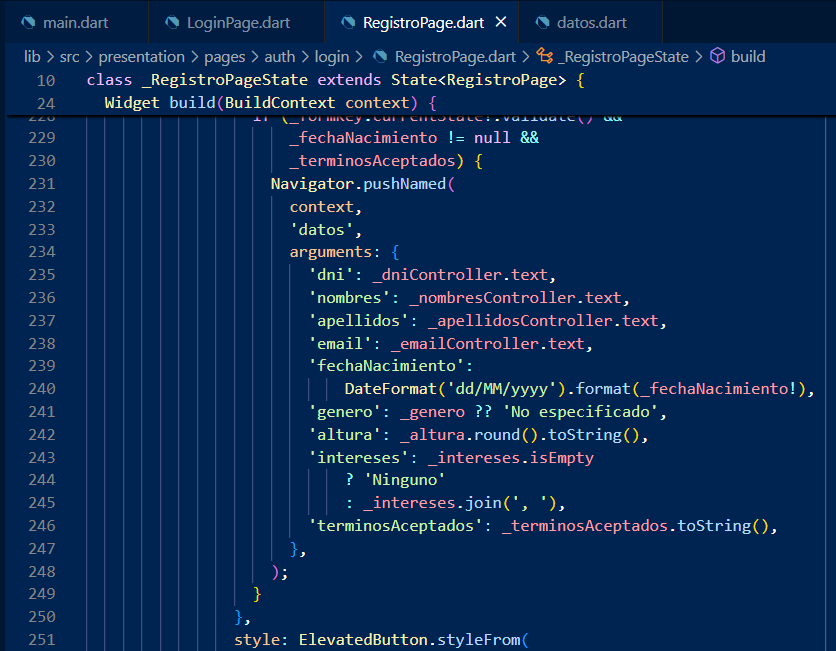 main.dart LoginPage.dart RegistroPage.dart × datos.dart
lib > src > presentation > pages > auth > login > RegistroPage.dart > _RegistroPageState > build
10 class _RegistroPageState extends State<RegistroPage> {
24 Widget build(BuildContext context) {
228 if (_formKey.currentState!.validate() &&
229 _fechaNacimiento != null &&
230 _terminosAceptados) {
231 Navigator.pushNamed(
232 context,
233 'datos',
234 arguments: {
235 'dni': _dniController.text,
236 'nombres': _nombresController.text,
237 'apellidos': _apellidosController.text,
238 'email': _emailController.text,
239 'fechaNacimiento':
240 DateFormat('dd/MM/yyyy').format(_fechaNacimiento!),
241 'genero': _genero ?? 'No especificado',
242 'altura': _altura.round().toString(),
243 'intereses': _intereses.isEmpty
244 ? 'Ninguno'
245 : _intereses.join(', '),
246 'terminosAceptados': _terminosAceptados.toString(),
247 },
248 );
249 }
250 },
251 style: ElevatedButton.styleFrom(